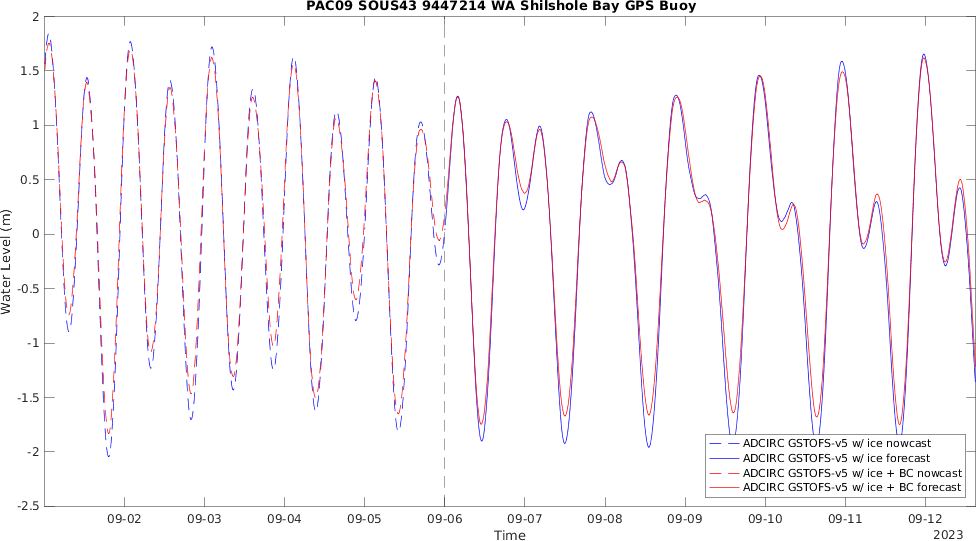 PAC09 SOUS43 9447214 WA Shilshole Bay GPS Buoy
2
1.5
1
0.5
0
-0.5
-1
-1.5
-2
-2.5
Water Level (m)
ADCIRC GSTOFS-v5 w/ ice nowcast
ADCIRC GSTOFS-v5 w/ ice forecast
ADCIRC GSTOFS-v5 w/ ice + BC nowcast
ADCIRC GSTOFS-v5 w/ ice + BC forecast
09-02 09-03 09-04 09-05 09-06 09-07 09-08 09-09 09-10 09-11 09-12
Time
2023